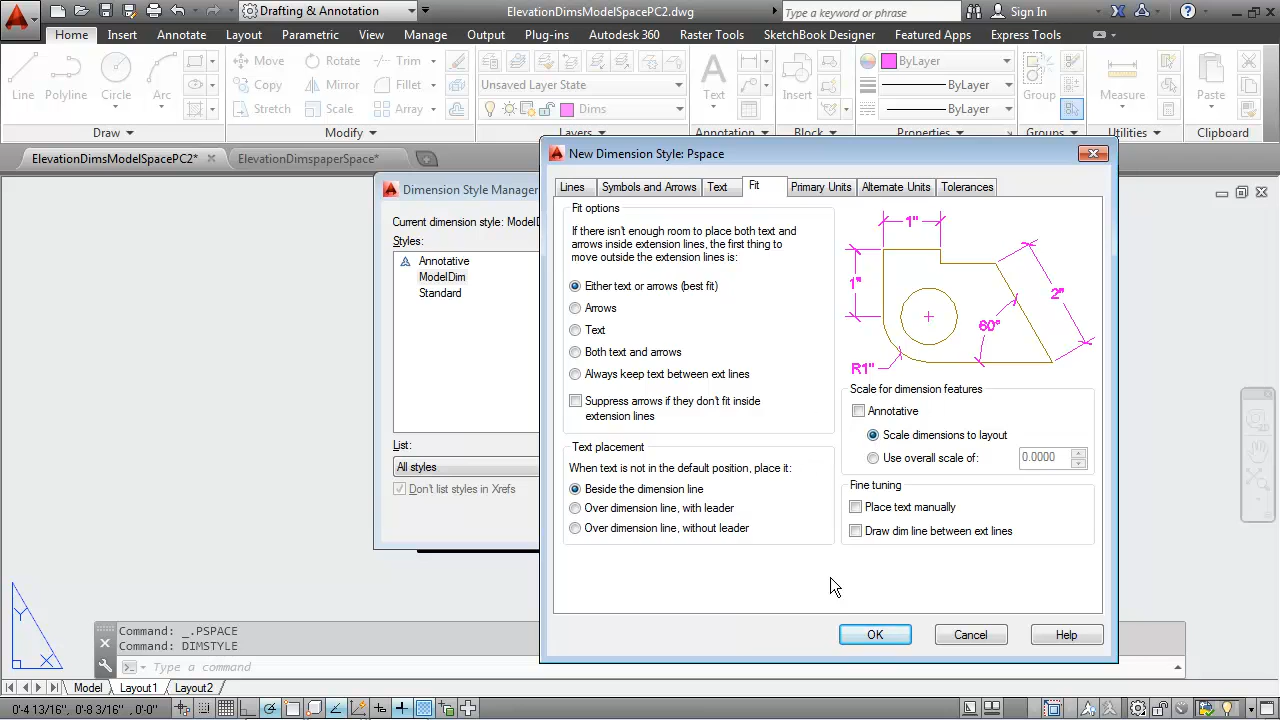 Drafting & Annotation
ElevationDimsModelSpacePC2.dwg
Type a keyword or phrase
Sign In
Home
Insert
Annotate
Layout
Parametric
View
Manage
Output
Plug-ins
Autodesk 360
Raster Tools
SketchBook Designer
Featured Apps
Express Tools
Line
Polyline
Circle
Arc
Move
Rotate
Trim
Copy
Mirror
Fillet
Stretch
Scale
Array
Unsaved Layer State
Dims
Text
Insert
ByLayer
ByLayer
ByLayer
Group
Measure
Paste
Draw
Modify
Layers
Annotation
Block
Properties
Groups
Utilities
Clipboard
ElevationDimsModelSpacePC2*
ElevationDimspaperSpace*
Dimension Style Manager
Current dimension style: ModelD
Styles:
Annotative
ModelDim
Standard
List:
All styles
Don't list styles in Xrefs
New Dimension Style: Pspace
Lines
Symbols and Arrows
Text
Fit
Primary Units
Alternate Units
Tolerances
Fit options
If there isn't enough room to place both text and
arrows inside extension lines, the first thing to
move outside the extension lines is:
Either text or arrows (best fit)
Arrows
Text
Both text and arrows
Always keep text between ext lines
Suppress arrows if they don't fit inside
extension lines
Text placement
When text is not in the default position, place it:
Beside the dimension line
Over dimension line, with leader
Over dimension line, without leader
1"
1"
2"
60°
R1"
Scale for dimension features
Annotative
Scale dimensions to layout
Use overall scale of:
0.0000
Fine tuning
Place text manually
Draw dim line between ext lines
OK
Cancel
Help
Y
X
Command: _.PSPACE
Command: DIMSTYLE
Type a command
Model
Layout1
Layout2
0'-4 13/16", 0'-8 3/16", 0'-0"